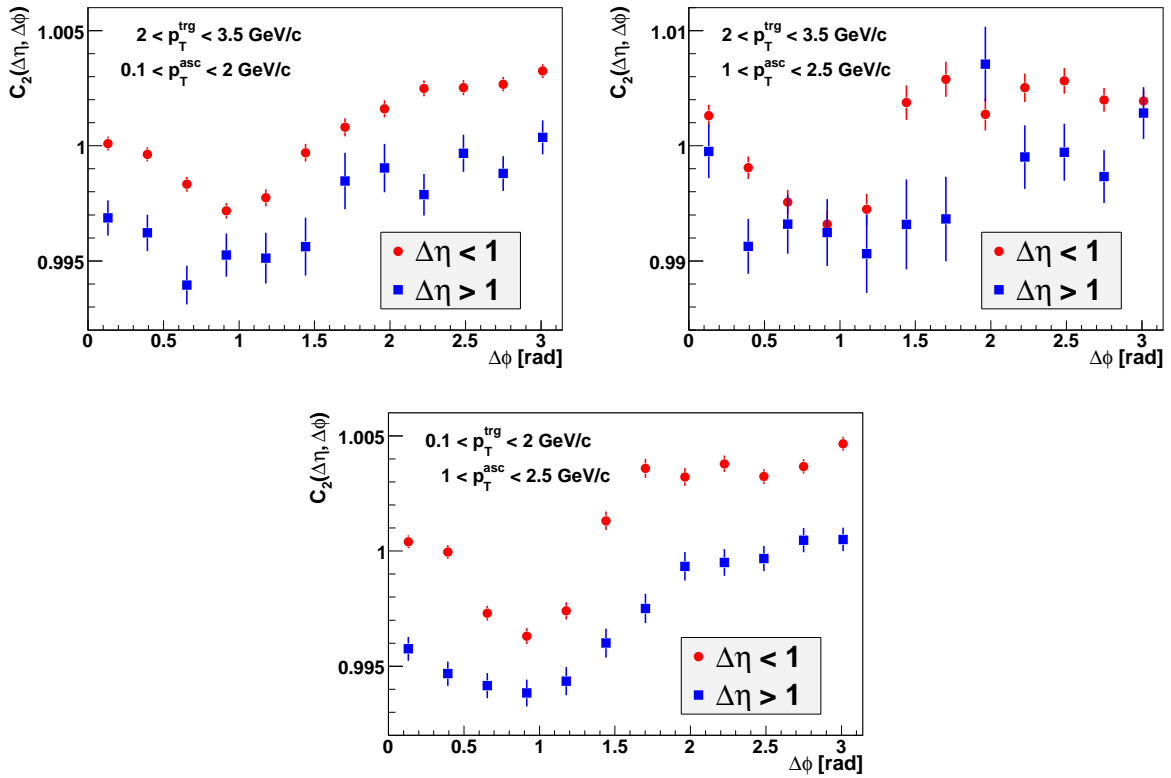 1.005
1
0.995
C₂(Δη, Δϕ)
2 < p_T^trg < 3.5 GeV/c
0.1 < p_T^asc < 2 GeV/c
Δη < 1
Δη > 1
0 0.5 1 1.5 2 2.5 3
Δϕ [rad]
1.01
1
0.99
C₂(Δη, Δϕ)
2 < p_T^trg < 3.5 GeV/c
1 < p_T^asc < 2.5 GeV/c
Δη < 1
Δη > 1
0 0.5 1 1.5 2 2.5 3
Δϕ [rad]
1.005
1
0.995
C₂(Δη, Δϕ)
0.1 < p_T^trg < 2 GeV/c
1 < p_T^asc < 2.5 GeV/c
Δη < 1
Δη > 1
0 0.5 1 1.5 2 2.5 3
Δϕ [rad]